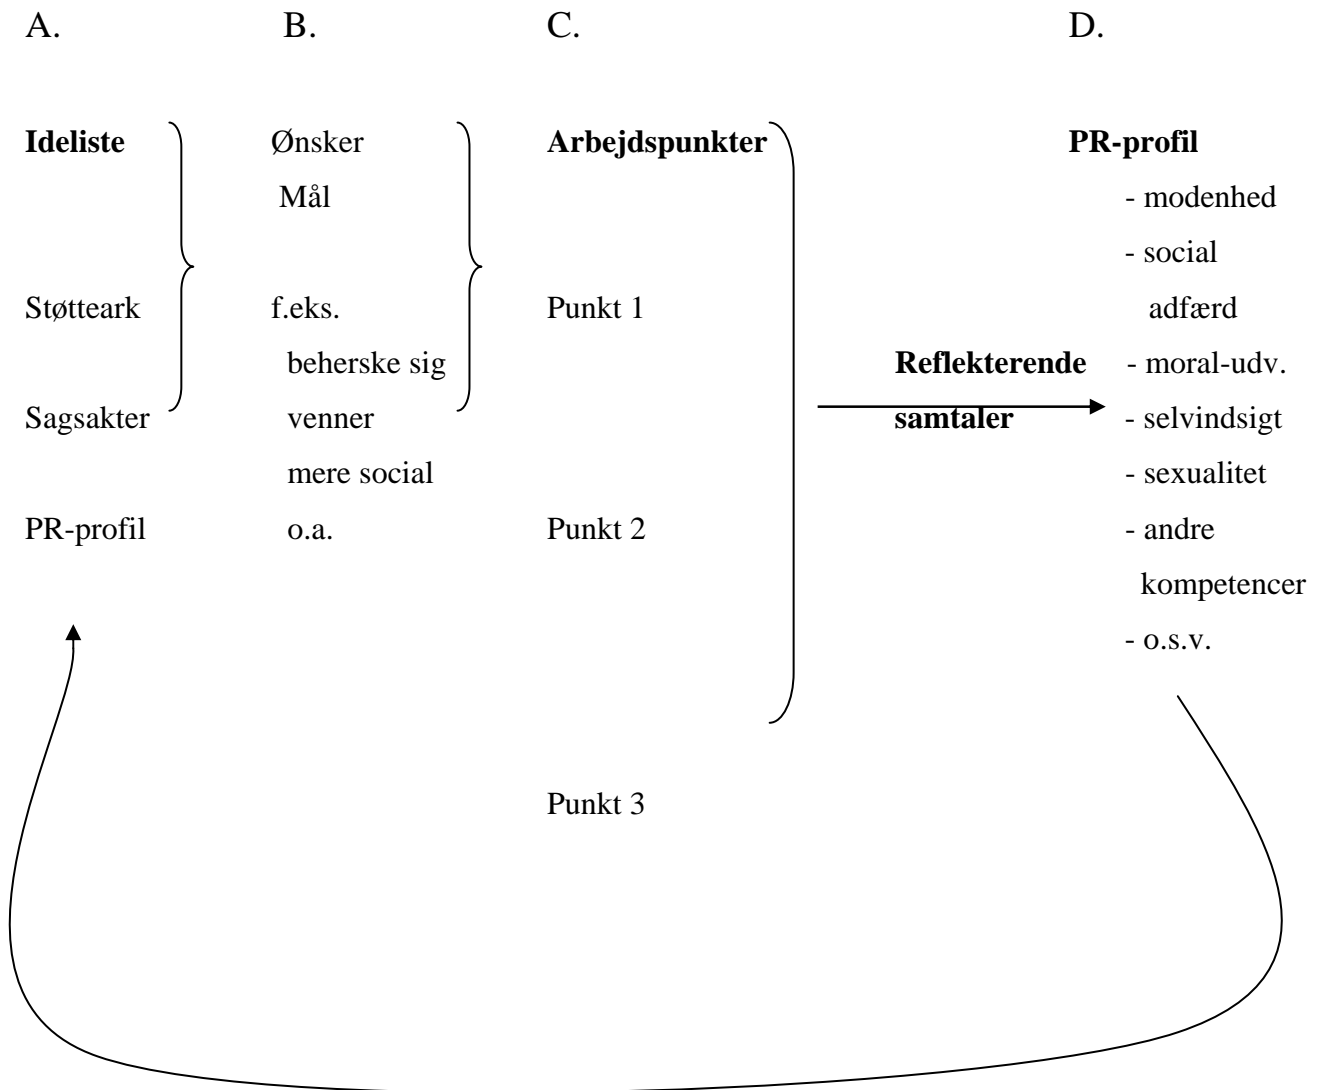 A. B. C. D.
Ideliste Ønsker Arbejdspunkter PR-profil
Mål - modenhed
- social
Støtteark f.eks. Punkt 1 adfærd
beherske sig Reflekterende - moral-udv.
Sagsakter venner samtaler - selvindsigt
mere social - sexualitet
PR-profil o.a. Punkt 2 - andre
kompetencer
- o.s.v.
Punkt 3